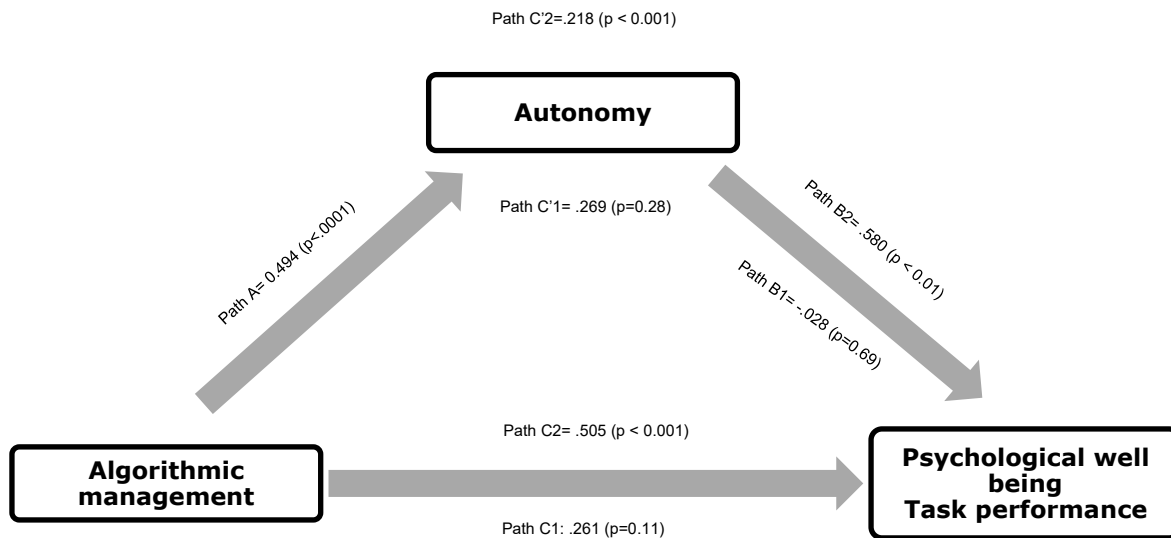 Path C'2=.218 (p < 0.001)
Autonomy
Path C'1= .269 (p=0.28)
Path A= 0.494 (p<.0001)
Path B2= .580 (p < 0.01)
Path B1= -.028 (p=0.69)
Path C2= .505 (p < 0.001)
Algorithmic
management
Psychological well
being
Task performance
Path C1: .261 (p=0.11)